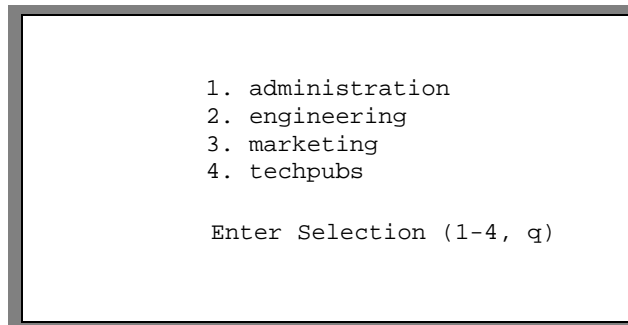 1. administration
2. engineering
3. marketing
4. techpubs
Enter Selection (1-4, q)